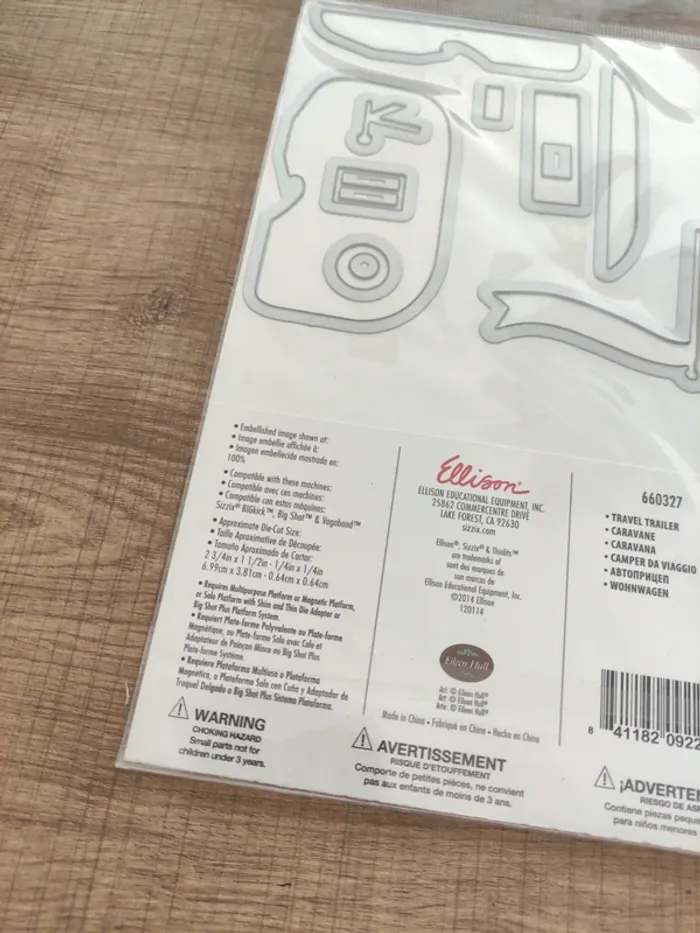 • Embellished image shown at:
• Image embellie affichée à:
• Imagen embellecida mostrada en:
100%
• Compatible with these machines:
• Compatible avec ces machines:
• Compatible con estas máquinas:
Sizzix® BIGkick™, Big Shot™ & Vagabond™
• Approximate Die-Cut Size:
• Taille Aproximative de Découpée:
• Tamaño Aproximado de Cortar:
2 3/4in x 1 1/2in - 1/4in x 1/4in
6.99cm x 3.81cm - 0.64cm x 0.64cm
• Requires Multipurpose Platform or Magnetic Platform,
or Solo Platform with Shim and Thin Die Adapter or
Big Shot Plus Platform System.
• Requiert Plate-forme Polyvalente ou Plate-forme
Magnétique, ou Plate-forme Solo avec Cale et
Adaptateur de Poinçon Mince ou Big Shot Plus
Plate-forme Système.
• Requiere Plataforma Multiuso o Plataforma
Magnética, o Plataforma Solo con Cuña y Adaptador de
Troquel Delgado o Big Shot Plus Sistema Plataforma.
WARNING
CHOKING HAZARD
Small parts not for
children under 3 years.
Ellison®
ELLISON EDUCATIONAL EQUIPMENT, INC.
25862 COMMERCENTRE DRIVE
LAKE FOREST, CA 92630
sizzix.com
Ellison®, Sizzix® & Thinlits™
are trademarks of
sont des marques de
son marcas de
Ellison Educational Equipment, Inc.
©2014 Ellison
120114
Eileen Hull
Art: © Eileen Hull®
Art: © Eileen Hull®
Arte: © Eileen Hull®
Made in China • Fabriqué en Chine • Hecho en China
AVERTISSEMENT
RISQUE D'ÉTOUFFEMENT
Comporte de petites pièces, ne convient
pas aux enfants de moins de 3 ans.
660327
• TRAVEL TRAILER
• CARAVANE
• CARAVANA
• CAMPER DA VIAGGIO
• АВТОПРИЦЕП
• WOHNWAGEN
8 41182 0922
¡ADVERTEN
RIESGO DE AS
Contiene piezas pequ
para niños menores